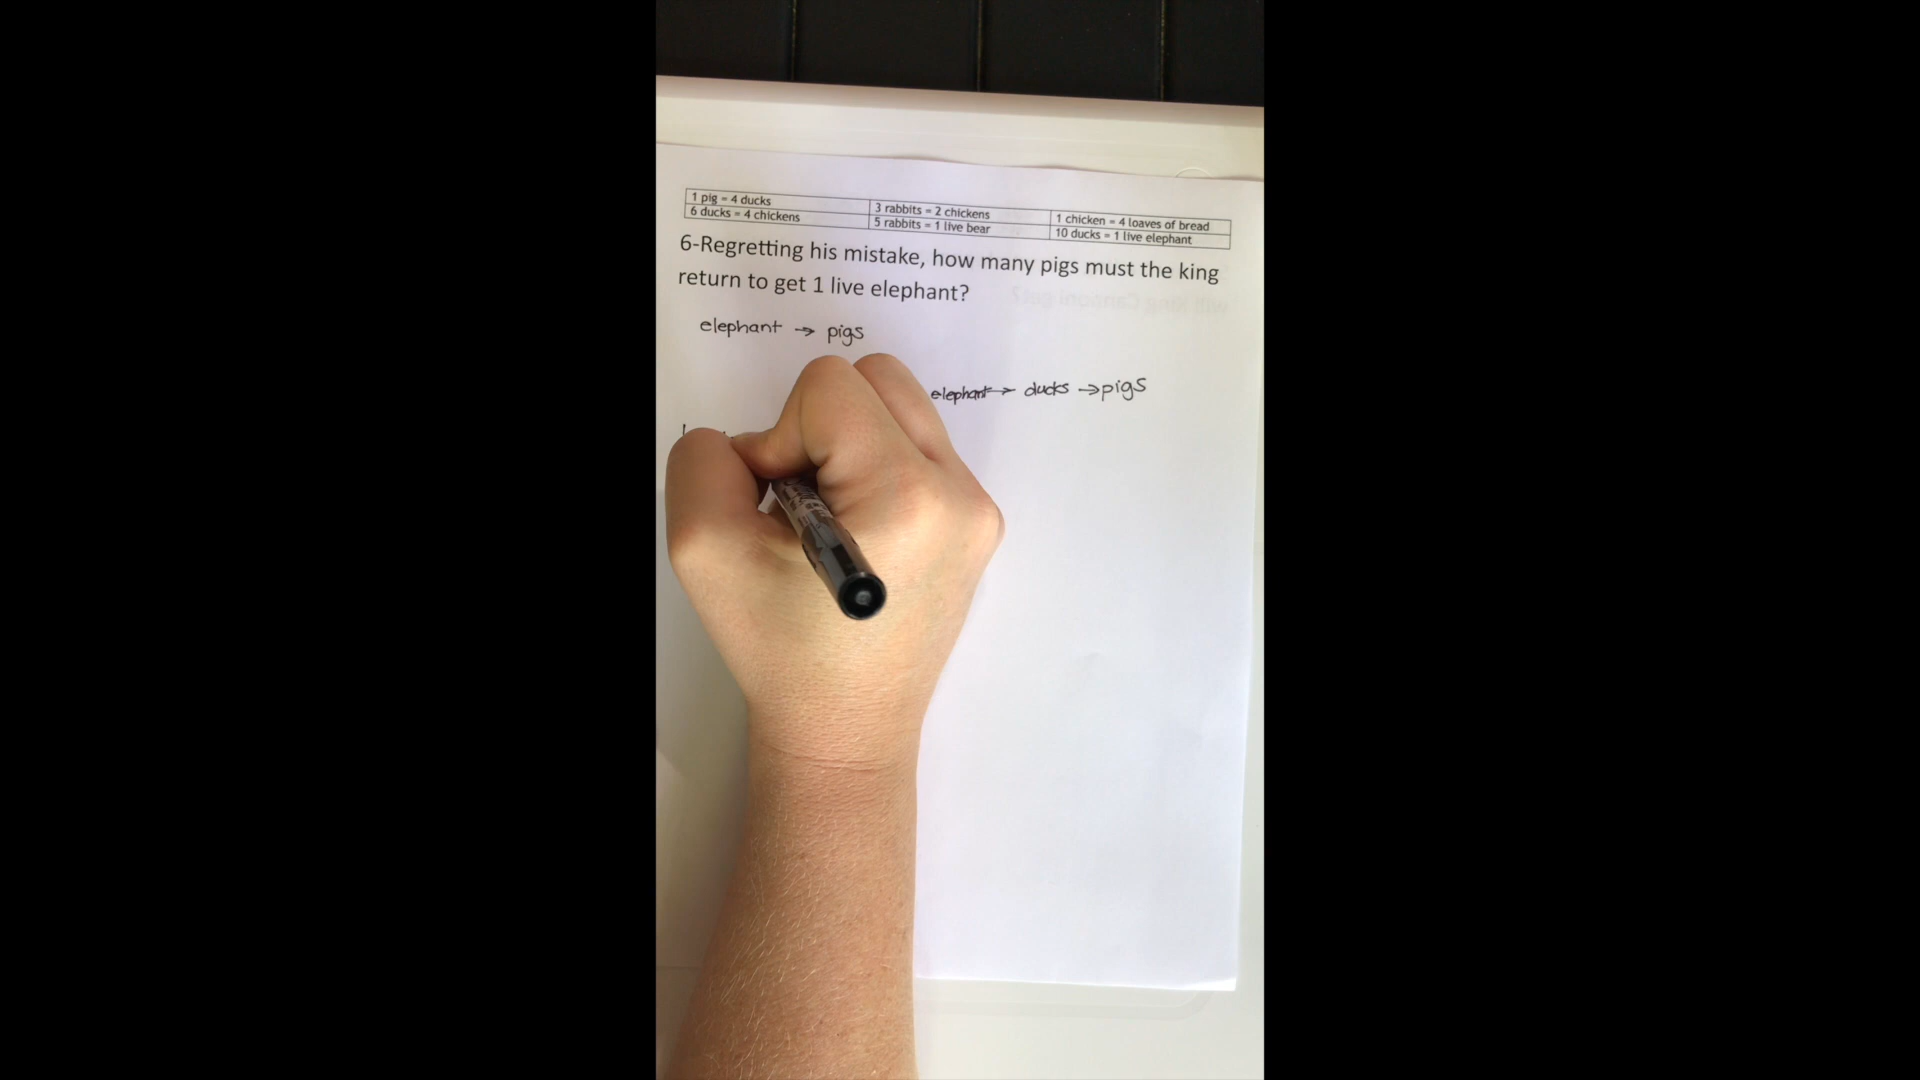 1 pig = 4 ducks 3 rabbits = 2 chickens 1 chicken = 4 loaves of bread
6 ducks = 4 chickens 5 rabbits = 1 live bear 10 ducks = 1 live elephant
6-Regretting his mistake, how many pigs must the king
return to get 1 live elephant?
elephant → pigs
elephant → ducks → pigs